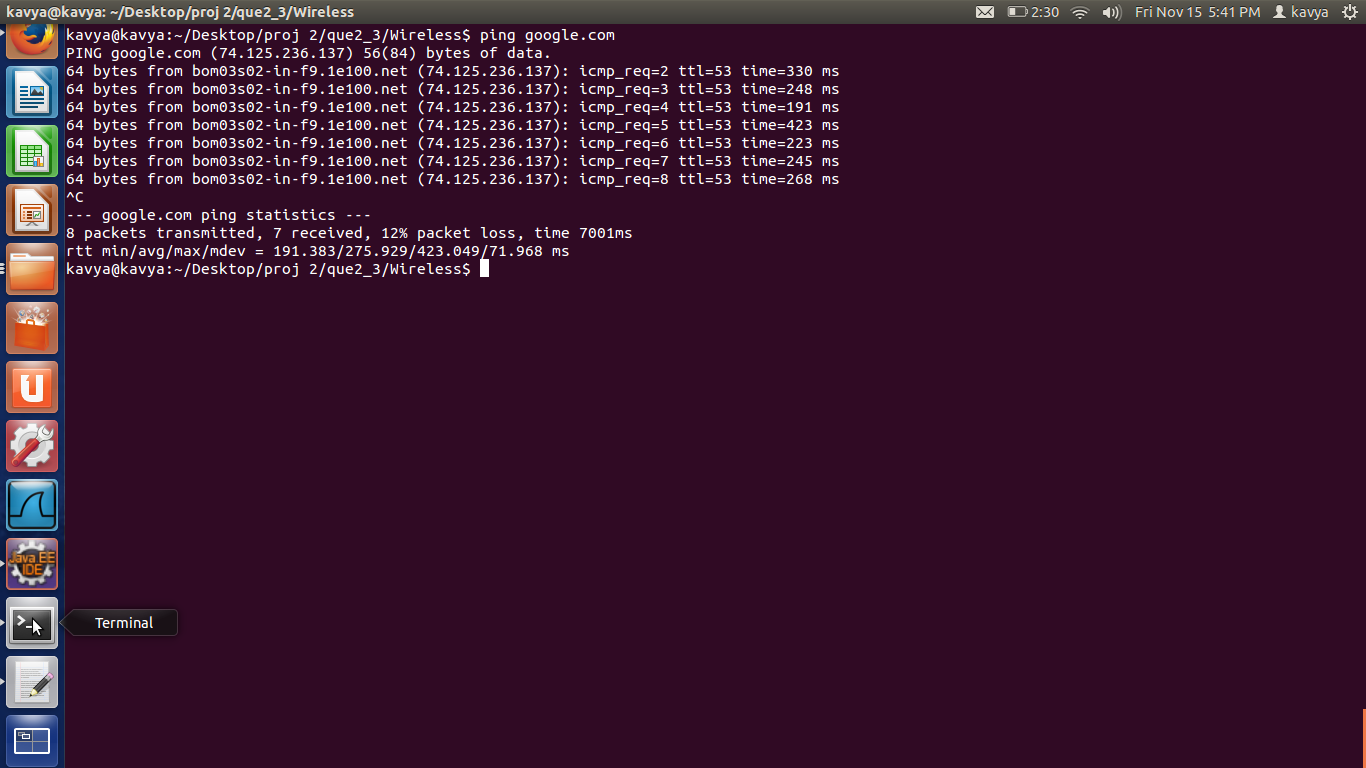 kavya@kavya: ~/Desktop/proj 2/que2_3/Wireless
2:30
Fri Nov 15 5:41 PM
kavya
kavya@kavya:~/Desktop/proj 2/que2_3/Wireless$ ping google.com
PING google.com (74.125.236.137) 56(84) bytes of data.
64 bytes from bom03s02-in-f9.1e100.net (74.125.236.137): icmp_req=2 ttl=53 time=330 ms
64 bytes from bom03s02-in-f9.1e100.net (74.125.236.137): icmp_req=3 ttl=53 time=248 ms
64 bytes from bom03s02-in-f9.1e100.net (74.125.236.137): icmp_req=4 ttl=53 time=191 ms
64 bytes from bom03s02-in-f9.1e100.net (74.125.236.137): icmp_req=5 ttl=53 time=423 ms
64 bytes from bom03s02-in-f9.1e100.net (74.125.236.137): icmp_req=6 ttl=53 time=223 ms
64 bytes from bom03s02-in-f9.1e100.net (74.125.236.137): icmp_req=7 ttl=53 time=245 ms
64 bytes from bom03s02-in-f9.1e100.net (74.125.236.137): icmp_req=8 ttl=53 time=268 ms
^C
--- google.com ping statistics ---
8 packets transmitted, 7 received, 12% packet loss, time 7001ms
rtt min/avg/max/mdev = 191.383/275.929/423.049/71.968 ms
kavya@kavya:~/Desktop/proj 2/que2_3/Wireless$
Java EE
IDE
Terminal